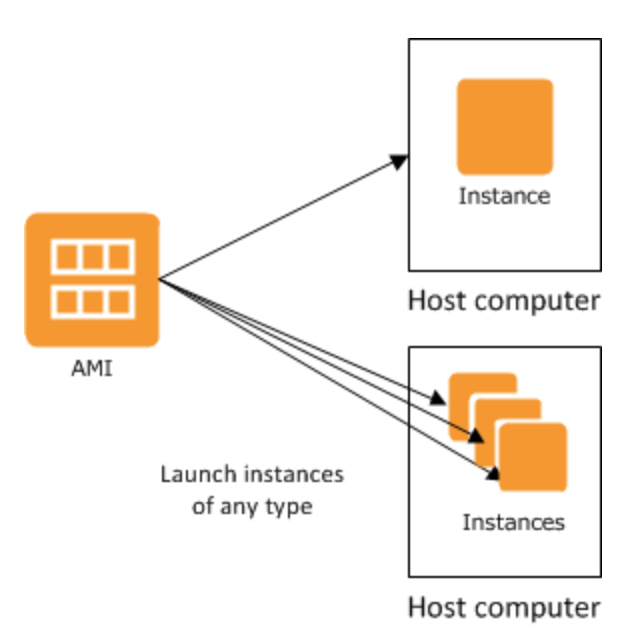 Instance
Host computer
AMI
Launch instances
of any type
Instances
Host computer